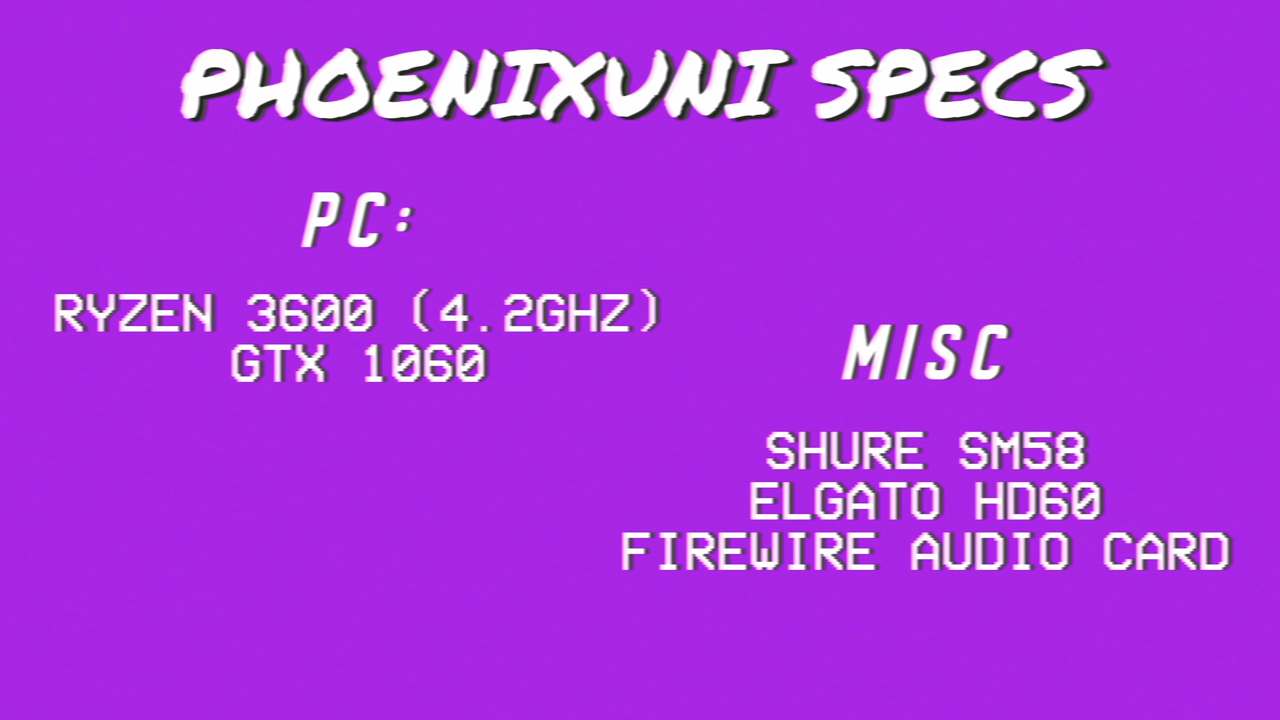 PHOENIXUNI SPECS
PC:
RYZEN 3600 (4.2GHZ)
GTX 1060
MISC
SHURE SM58
ELGATO HD60
FIREWIRE AUDIO CARD